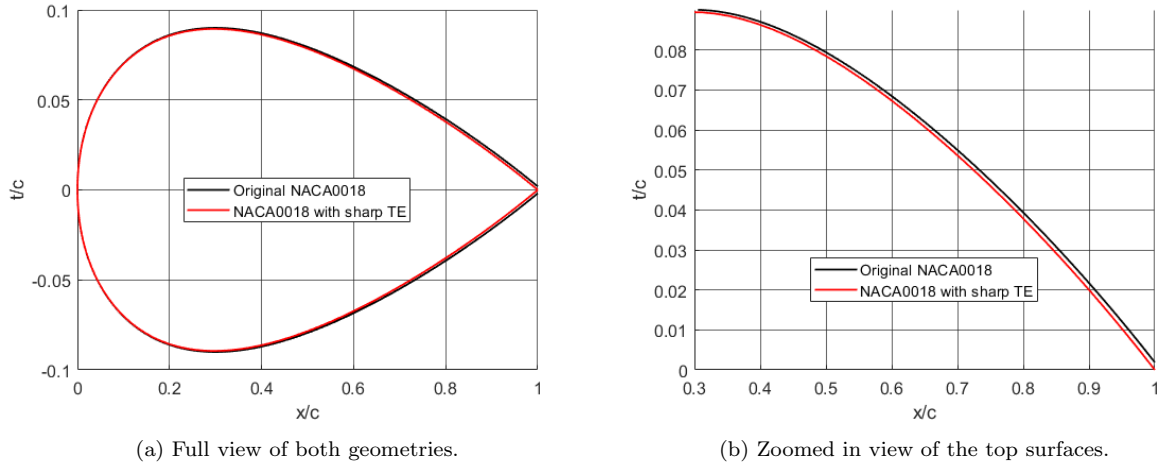 0.1
0.05
0
-0.05
-0.1
t/c
0 0.2 0.4 0.6 0.8 1
x/c
Original NACA0018
NACA0018 with sharp TE
(a) Full view of both geometries.
0.08
0.07
0.06
0.05
0.04
0.03
0.02
0.01
0
t/c
0.3 0.4 0.5 0.6 0.7 0.8 0.9 1
x/c
Original NACA0018
NACA0018 with sharp TE
(b) Zoomed in view of the top surfaces.